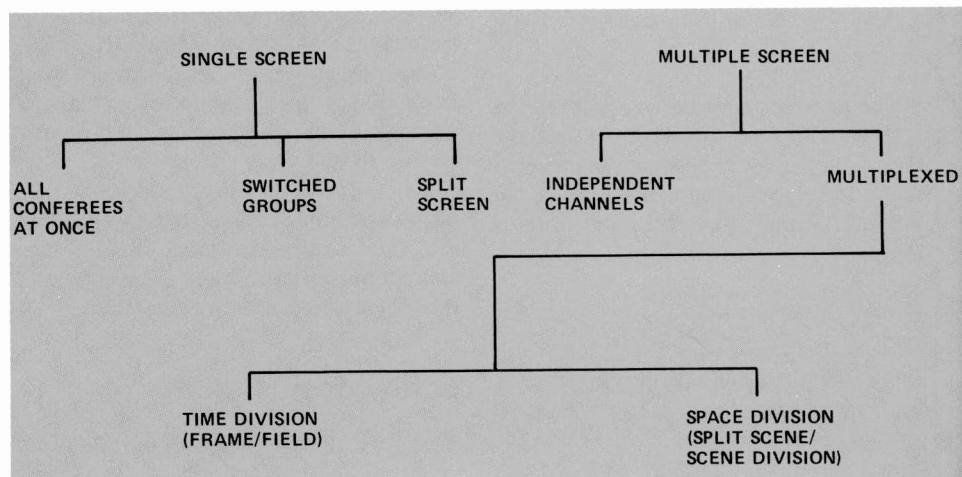 SINGLE SCREEN
MULTIPLE SCREEN
ALL
CONFEREES
AT ONCE
SWITCHED
GROUPS
SPLIT
SCREEN
INDEPENDENT
CHANNELS
MULTIPLEXED
TIME DIVISION
(FRAME/FIELD)
SPACE DIVISION
(SPLIT SCENE/
SCENE DIVISION)